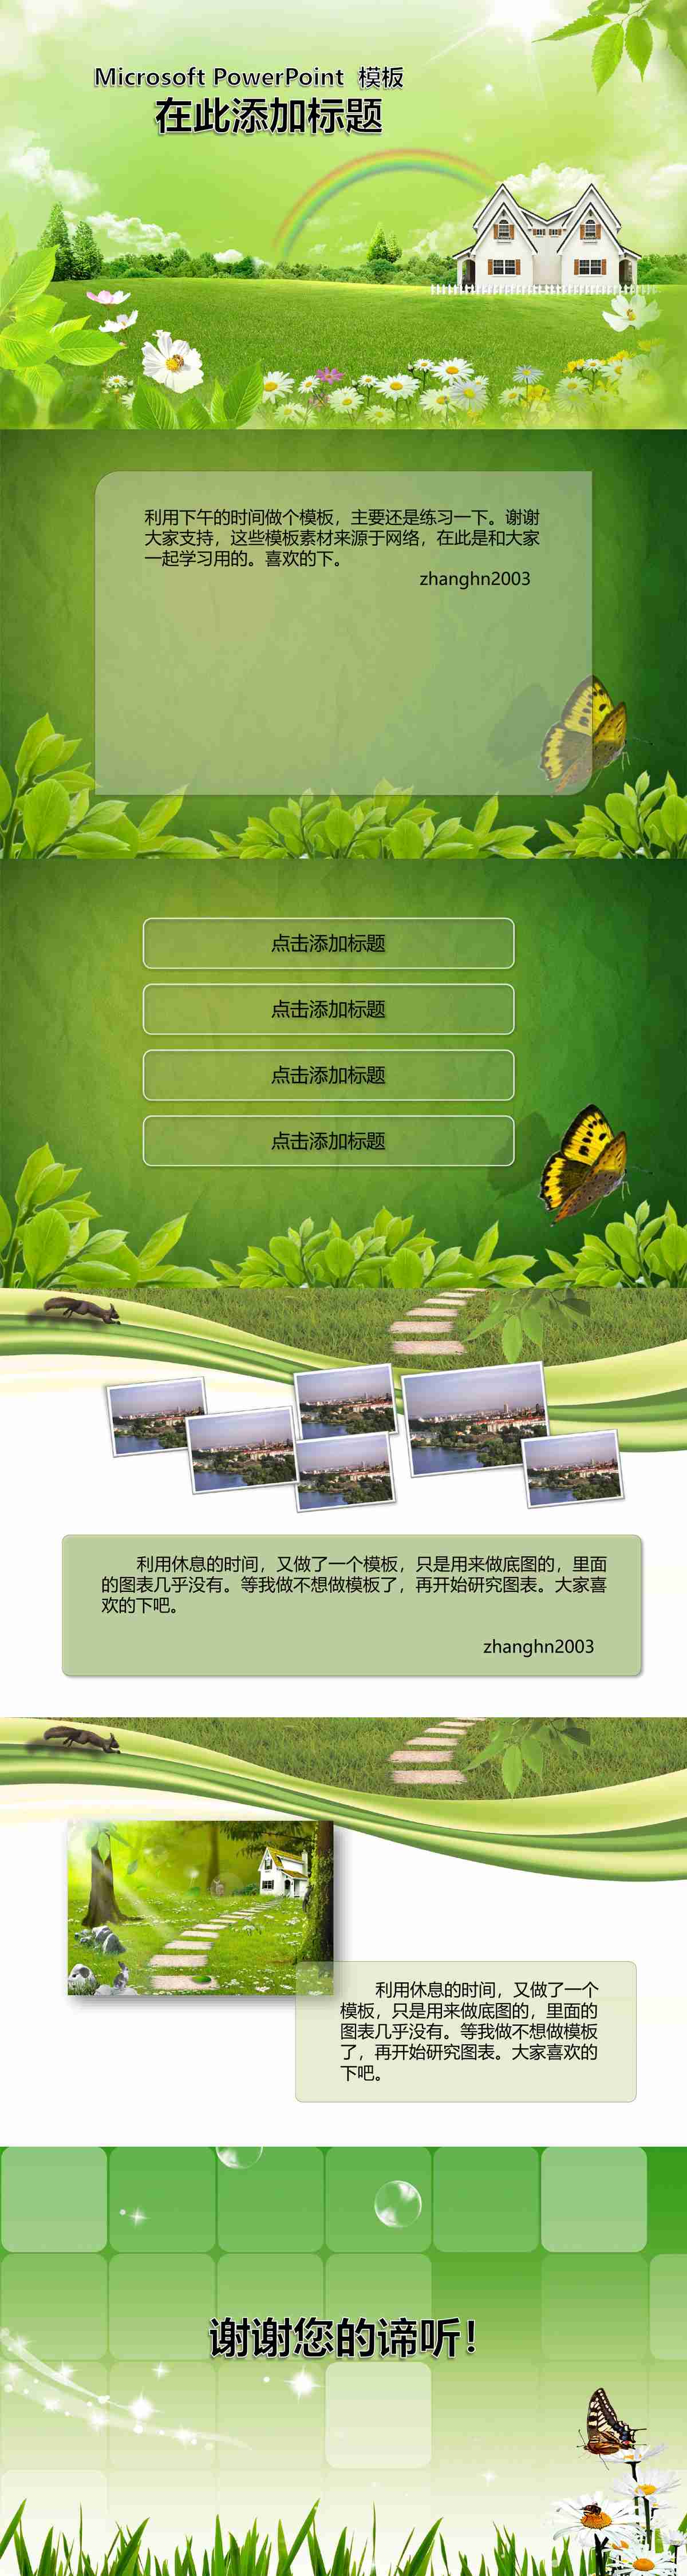 Microsoft PowerPoint 模板
在此添加标题
利用下午的时间做个模板，主要还是练习一下。谢谢
大家支持，这些模板素材来源于网络，在此是和大家
一起学习用的。喜欢的下。
zhanghn2003
点击添加标题
点击添加标题
点击添加标题
点击添加标题
利用休息的时间，又做了一个模板，只是用来做底图的，里面
的图表几乎没有。等我做不想做模板了，再开始研究图表。大家喜
欢的下吧。
zhanghn2003
利用休息的时间，又做了一个
模板，只是用来做底图的，里面的
图表几乎没有。等我做不想做模板
了，再开始研究图表。大家喜欢的
下吧。
谢谢您的谛听！